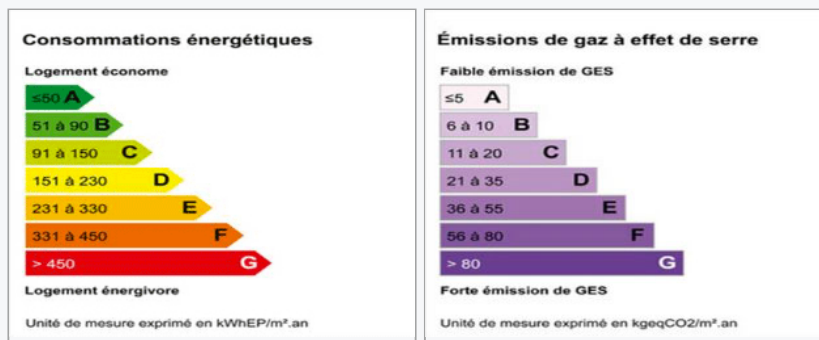 Consommations énergétiques
Logement économe
≤50 A
51 à 90 B
91 à 150 C
151 à 230 D
231 à 330 E
331 à 450 F
> 450 G
Logement énergivore
Unité de mesure exprimé en kWhEP/m².an
Émissions de gaz à effet de serre
Faible émission de GES
≤5 A
6 à 10 B
11 à 20 C
21 à 35 D
36 à 55 E
56 à 80 F
> 80 G
Forte émission de GES
Unité de mesure exprimé en kgeqCO2/m².an